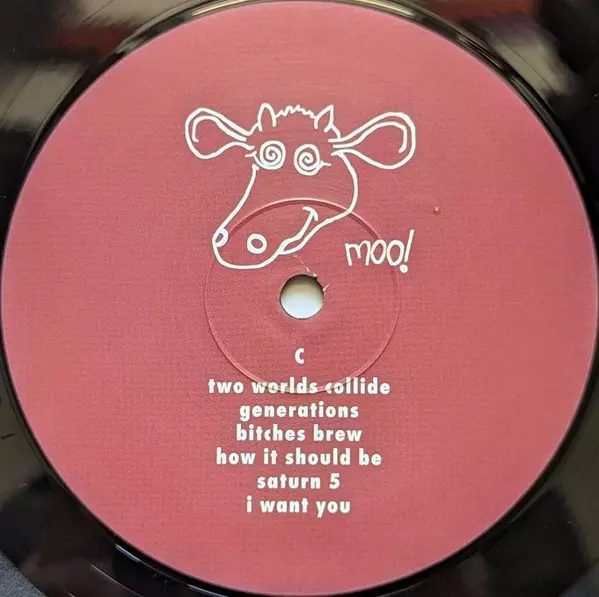 moo!
C
two worlds collide
generations
bitches brew
how it should be
saturn 5
i want you